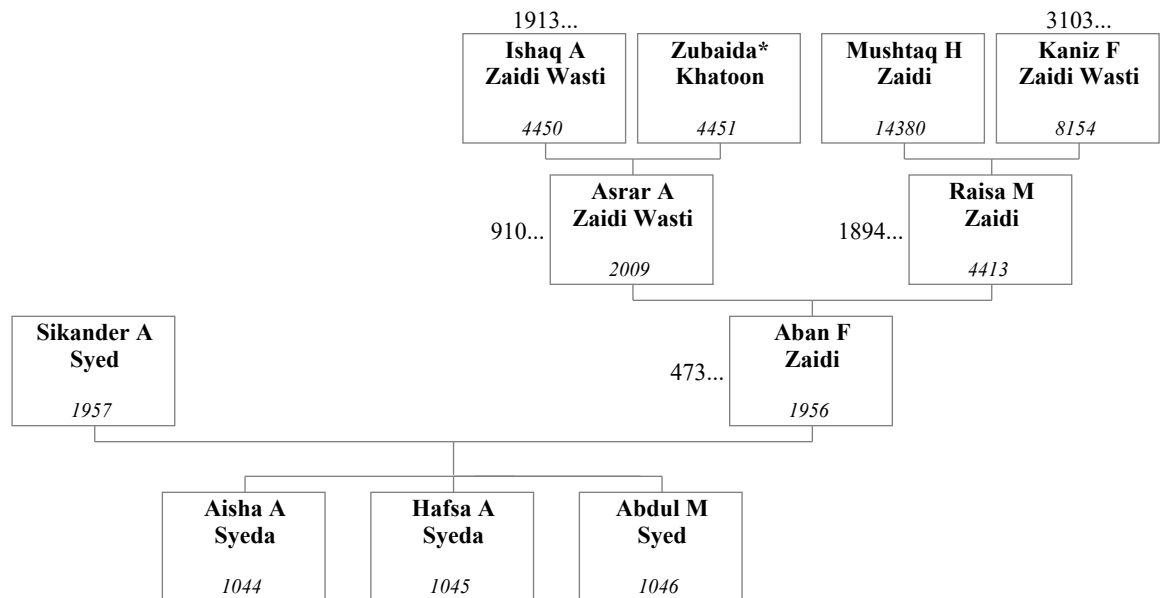 1913...
3103...
Ishaq A
Zaidi Wasti
4450
Zubaida*
Khatoon
4451
Mushtaq H
Zaidi
14380
Kaniz F
Zaidi Wasti
8154
910...
Asrar A
Zaidi Wasti
2009
1894...
Raisa M
Zaidi
4413
Sikander A
Syed
1957
473...
Aban F
Zaidi
1956
Aisha A
Syeda
1044
Hafsa A
Syeda
1045
Abdul M
Syed
1046